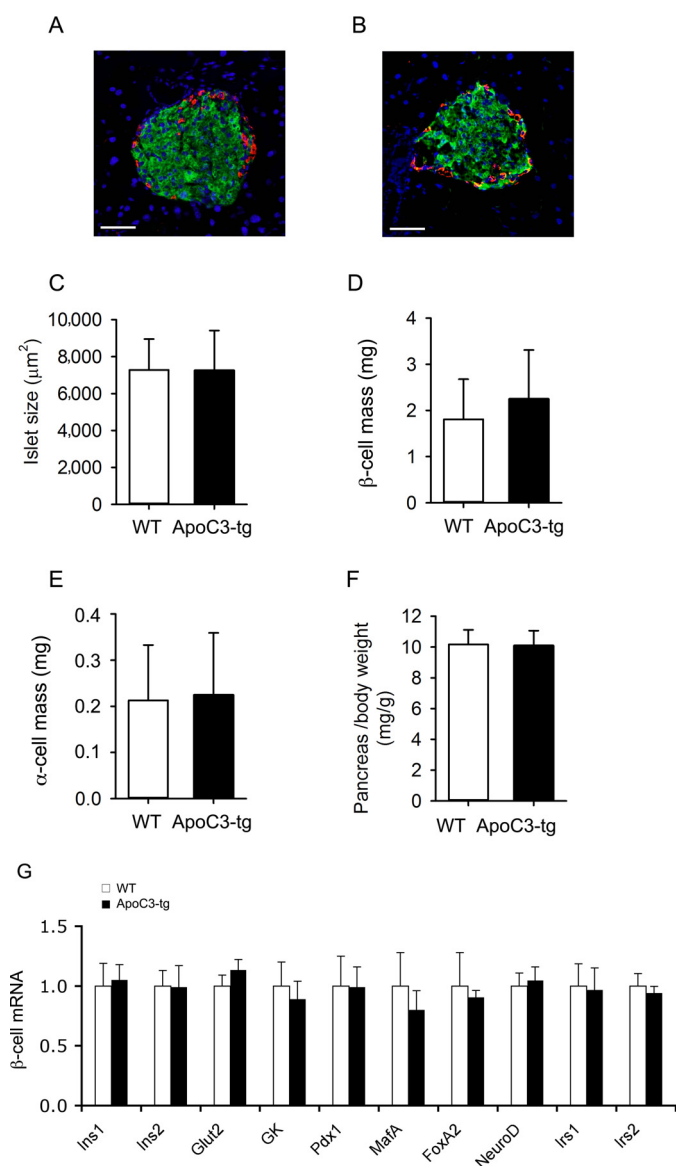 A
B
C
D
10,000
8,000
6,000
4,000
2,000
0
Islet size (μm²)
WT ApoC3-tg
4
3
2
1
0
β-cell mass (mg)
WT ApoC3-tg
E
F
0.4
0.3
0.2
0.1
0.0
α-cell mass (mg)
WT ApoC3-tg
12
10
8
6
4
2
0
Pancreas /body weight
(mg/g)
WT ApoC3-tg
G
WT
ApoC3-tg
1.5
1.0
0.5
0.0
β-cell mRNA
Ins1
Ins2
Glut2
GK
Pdx1
MafA
FoxA2
NeuroD
Irs1
Irs2